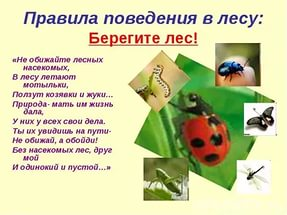 Правила поведения в лесу:
Берегите лес!
«Не обижайте лесных
насекомых,
В лесу летают
мотыльки,
Ползут козявки и жуки…
Природа- мать им жизнь
дала,
У них у всех свои дела.
Ты их увидишь на пути-
Не обижай, а обойди!
Без насекомых лес, друг
мой
И одинокий и пустой…»